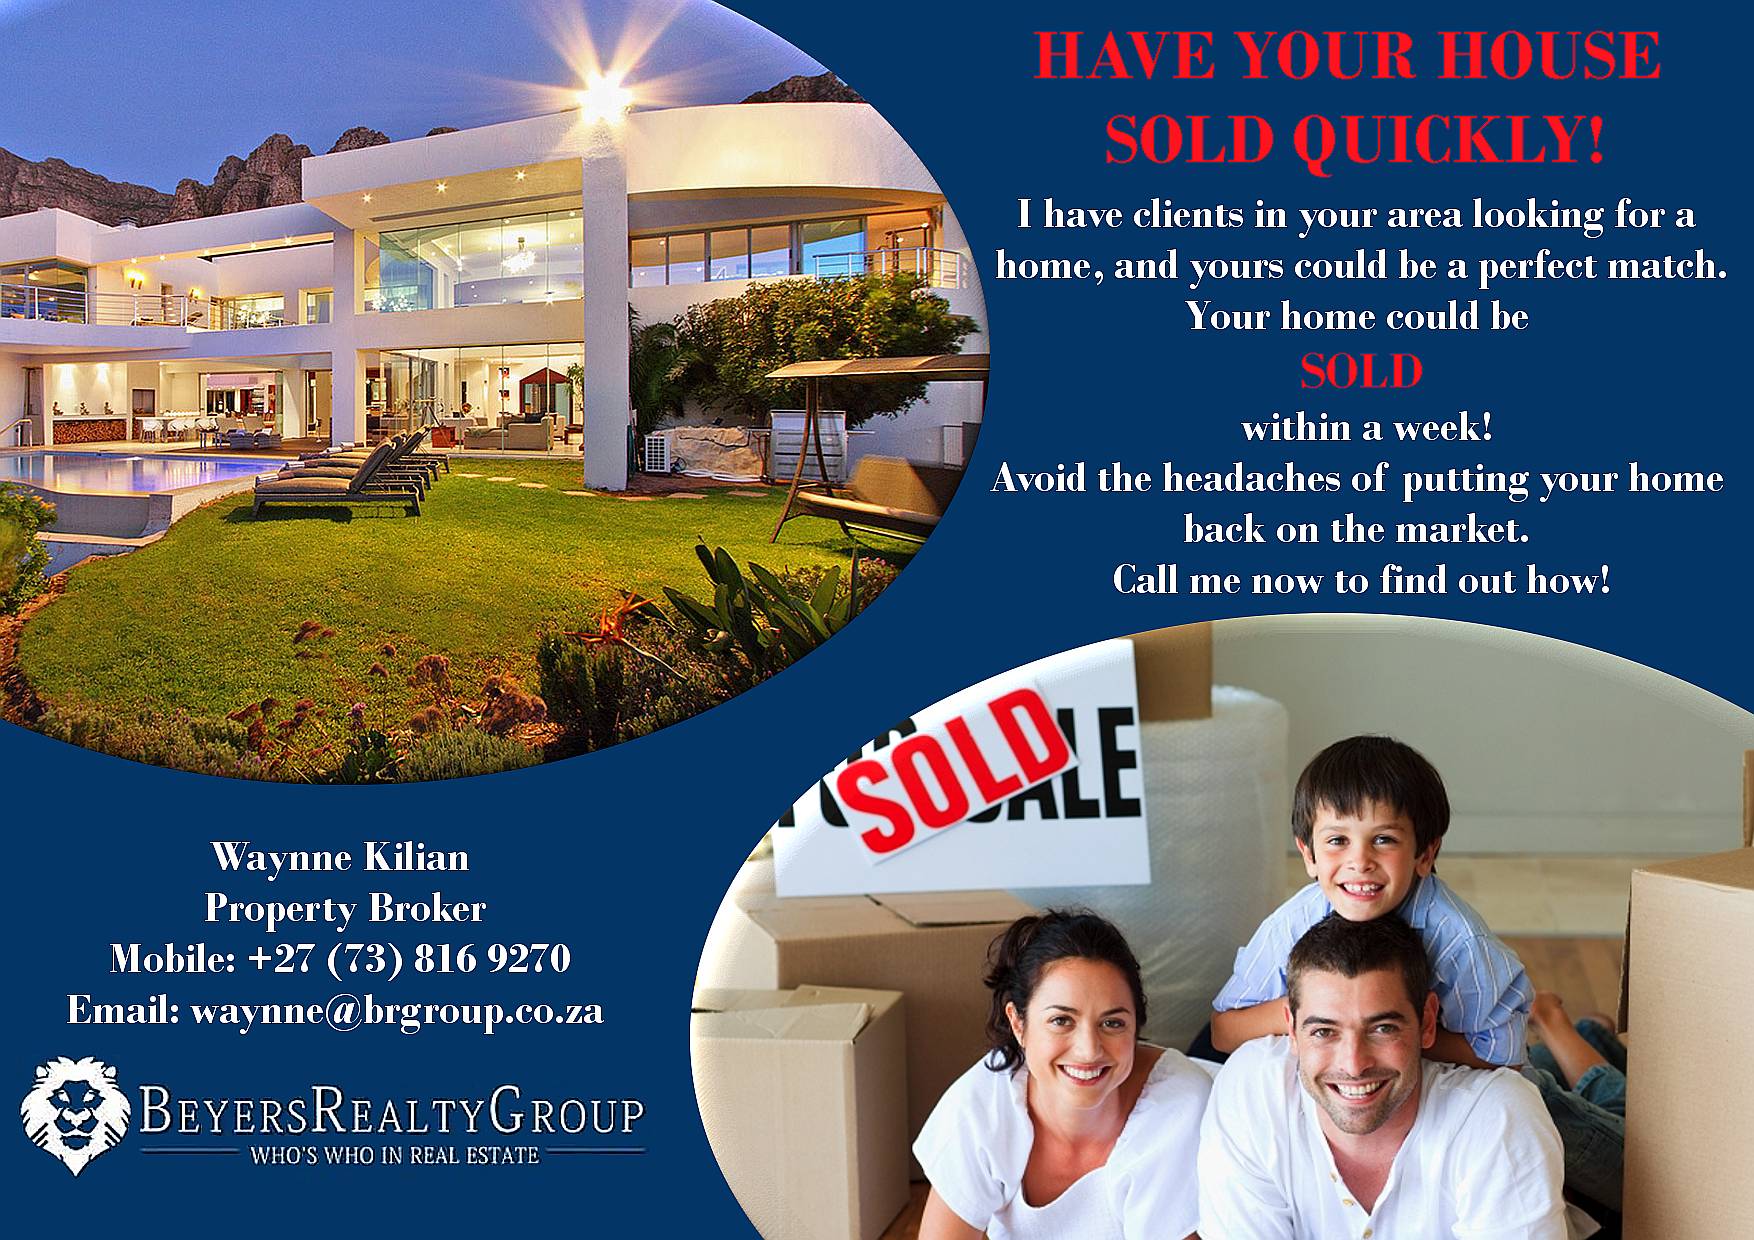 HAVE YOUR HOUSE
SOLD QUICKLY!
I have clients in your area looking for a
home, and yours could be a perfect match.
Your home could be
SOLD
within a week!
Avoid the headaches of putting your home
back on the market.
Call me now to find out how!
SOLD
SALE
Waynne Kilian
Property Broker
Mobile: +27 (73) 816 9270
Email: waynne@brgroup.co.za
BEYERSREALTYGROUP
WHO'S WHO IN REAL ESTATE